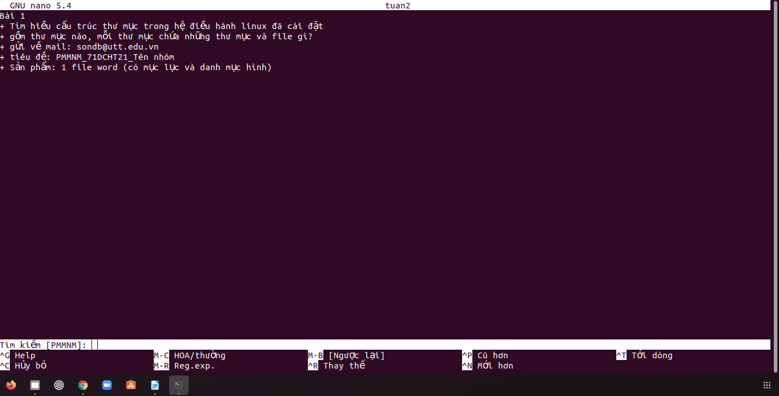 GNU nano 5.4 tuan2
Bài 1
+ Tìm hiểu cấu trúc thư mục trong hệ điều hành linux đã cài đặt
+ gồm thư mục nào, mỗi thư mục chứa những thư mục và file gì?
+ gửi về mail: sondb@utt.edu.vn
+ tiêu đề: PMMNM_71DCHT21_Tên nhóm
+ Sản phẩm: 1 file word (có mục lục và danh mục hình)
Tìm kiếm [PMMNM]:
^G Help M-C HOA/thường M-B [Ngược lại] ^P Cũ hơn ^T Tới dòng
^C Hủy bỏ M-R Reg.exp. ^R Thay thế ^N Mới hơn